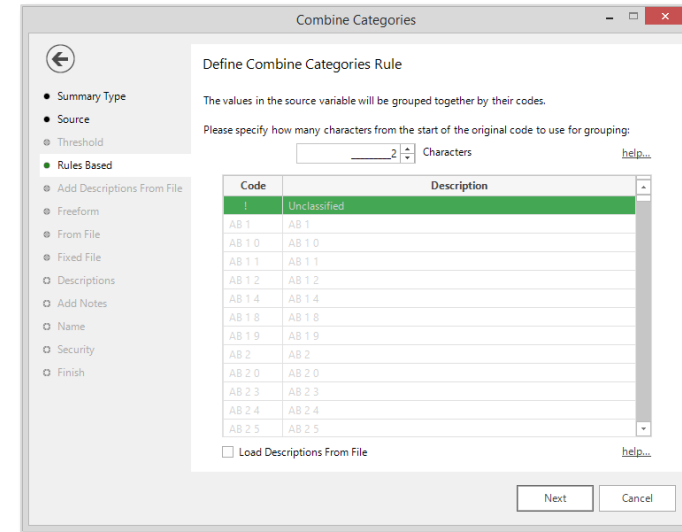 Combine Categories
Define Combine Categories Rule
Summary Type
Source
Threshold
Rules Based
Add Descriptions From File
Freeform
From File
Fixed File
Descriptions
Add Notes
Name
Security
Finish
The values in the source variable will be grouped together by their codes.
Please specify how many characters from the start of the original code to use for grouping:
________2 Characters help...
Code Description
! Unclassified
AB 1 AB 1
AB 1 0 AB 1 0
AB 1 1 AB 1 1
AB 1 2 AB 1 2
AB 1 4 AB 1 4
AB 1 8 AB 1 8
AB 1 9 AB 1 9
AB 2 AB 2
AB 2 0 AB 2 0
AB 2 3 AB 2 3
AB 2 4 AB 2 4
AB 2 5 AB 2 5
Load Descriptions From File help...
Next Cancel